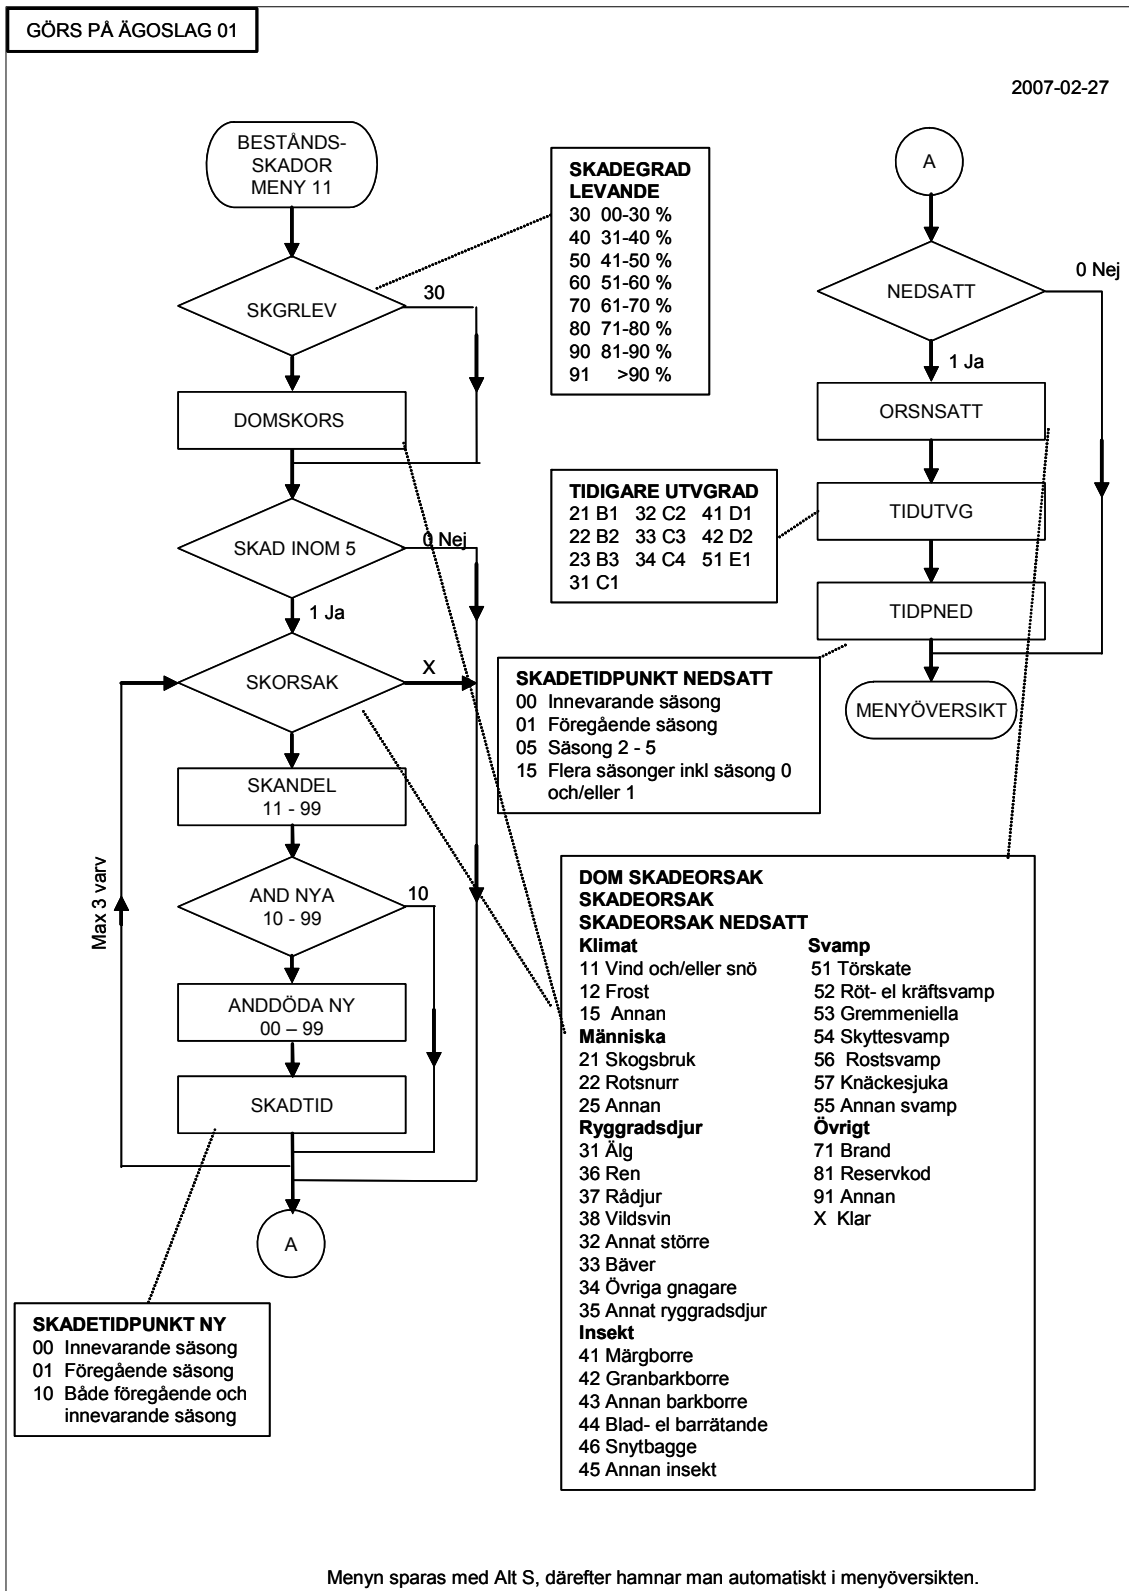 GÖRS PÅ ÄGOSLAG 01
2007-02-27
BESTÅNDS-
SKADOR
MENY 11
SKGRLEV
30
DOMSKORS
SKAD INOM 5
0 Nej
1 Ja
SKORSAK
X
SKANDEL
11 - 99
AND NYA
10 - 99
10
Max 3 varv
ANDDÖDA NY
00 – 99
SKADTID
A
SKADETIDPUNKT NY
00 Innevarande säsong
01 Föregående säsong
10 Både föregående och
innevarande säsong
SKADEGRAD
LEVANDE
30 00-30 %
40 31-40 %
50 41-50 %
60 51-60 %
70 61-70 %
80 71-80 %
90 81-90 %
91 >90 %
A
NEDSATT
0 Nej
1 Ja
ORSNSATT
TIDUTVG
TIDPNED
MENYÖVERSIKT
TIDIGARE UTVGRAD
21 B1 32 C2 41 D1
22 B2 33 C3 42 D2
23 B3 34 C4 51 E1
31 C1
SKADETIDPUNKT NEDSATT
00 Innevarande säsong
01 Föregående säsong
05 Säsong 2 - 5
15 Flera säsonger inkl säsong 0
och/eller 1
DOM SKADEORSAK
SKADEORSAK
SKADEORSAK NEDSATT
Klimat
11 Vind och/eller snö
12 Frost
15 Annan
Människa
21 Skogsbruk
22 Rotsnurr
25 Annan
Ryggradsdjur
31 Älg
36 Ren
37 Rådjur
38 Vildsvin
32 Annat större
33 Bäver
34 Övriga gnagare
35 Annat ryggradsdjur
Insekt
41 Märgborre
42 Granbarkborre
43 Annan barkborre
44 Blad- el barrätande
46 Snytbagge
45 Annan insekt
Svamp
51 Törskate
52 Röt- el kräftsvamp
53 Gremmeniella
54 Skyttesvamp
56 Rostsvamp
57 Knäckesjuka
55 Annan svamp
Övrigt
71 Brand
81 Reservkod
91 Annan
X Klar
Menyn sparas med Alt S, därefter hamnar man automatiskt i menyöversikten.